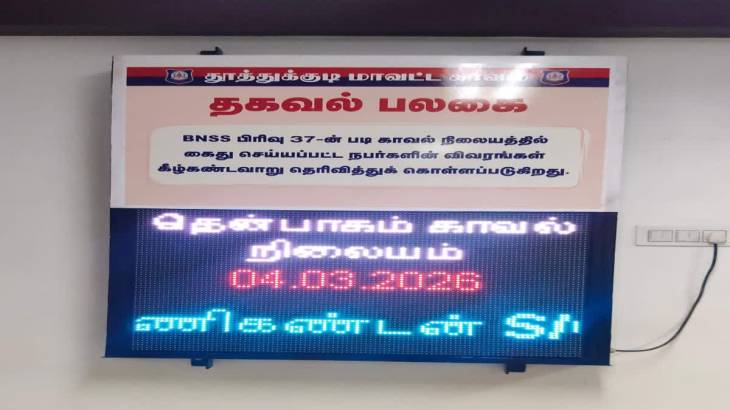 தூத்துக்குடி மாவட்ட காவல்
தகவல் பலகை
BNSS பிரிவு 37-ன் படி காவல் நிலையத்தில்
கைது செய்யப்பட்ட நபர்களின் விவரங்கள்
கீழ்கண்டவாறு தெரிவித்துக் கொள்ளப்படுகிறது.
தென்பாகம் காவல்
நிலையம்
04.03.2026
ணிகண்டன்